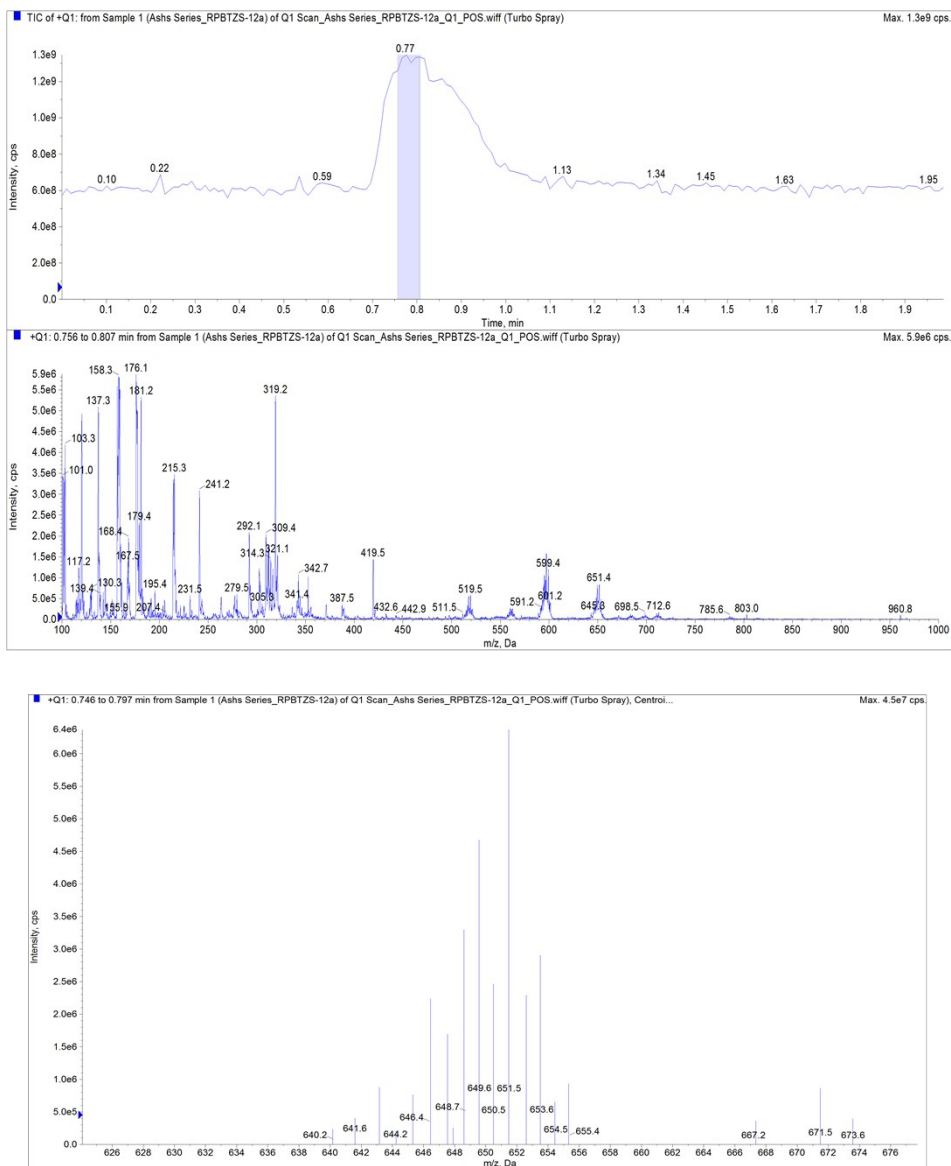 TIC of +Q1: from Sample 1 (Ashs Series_RPBTZS-12a) of Q1 Scan_Ashs Series_RPBTZS-12a_Q1_POS.wiff (Turbo Spray) Max. 1.3e9 cps.
Intensity, cps
1.3e9
1.2e9
1.0e9
8.0e8
6.0e8
4.0e8
2.0e8
0.0
0.10 0.22 0.59 0.77 1.13 1.34 1.45 1.63 1.95
0.1 0.2 0.3 0.4 0.5 0.6 0.7 0.8 0.9 1.0 1.1 1.2 1.3 1.4 1.5 1.6 1.7 1.8 1.9
Time, min
+Q1: 0.756 to 0.807 min from Sample 1 (Ashs Series_RPBTZS-12a) of Q1 Scan_Ashs Series_RPBTZS-12a_Q1_POS.wiff (Turbo Spray) Max. 5.9e6 cps.
Intensity, cps
5.9e6
5.5e6
5.0e6
4.5e6
4.0e6
3.5e6
3.0e6
2.5e6
2.0e6
1.5e6
1.0e6
5.0e5
0.0
158.3 176.1
137.3 181.2 319.2
103.3
101.0 215.3
241.2
179.4
168.4 292.1 309.4
167.5 314.3 321.1 599.4
117.2 342.7 419.5
139.4 130.3 195.4 651.4
155.9 207.4 231.5 279.5 305.3 341.4 387.5 432.6 442.9 511.5 519.5 591.2 601.2 645.3 698.5 712.6 785.6 803.0 960.8
100 150 200 250 300 350 400 450 500 550 600 650 700 750 800 850 900 950 1000
m/z, Da
+Q1: 0.746 to 0.797 min from Sample 1 (Ashs Series_RPBTZS-12a) of Q1 Scan_Ashs Series_RPBTZS-12a_Q1_POS.wiff (Turbo Spray), Centroi... Max. 4.5e7 cps.
Intensity, cps
6.4e6
6.0e6
5.5e6
5.0e6
4.5e6
4.0e6
3.5e6
3.0e6
2.5e6
2.0e6
1.5e6
1.0e6
5.0e5
0.0
649.6 651.5
648.7 650.5 653.6
646.4
640.2 641.6 644.2 654.5 655.4 667.2 671.5 673.6
626 628 630 632 634 636 638 640 642 644 646 648 650 652 654 656 658 660 662 664 666 668 670 672 674 676
m/z, Da